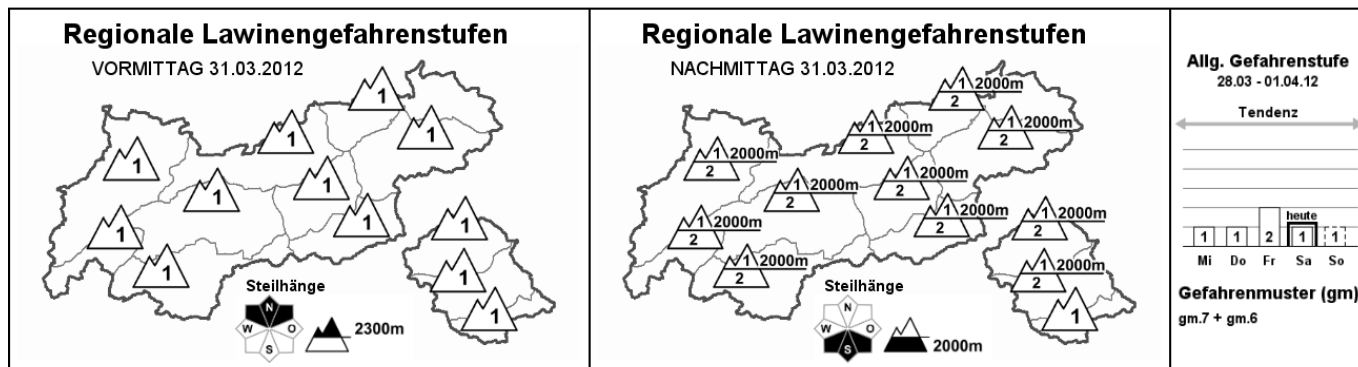 Regionale Lawinengefahrenstufen
VORMITTAG 31.03.2012
1
1
1
1
1
1
1
1
1
1
1
1
Steilhänge
N
W O
S
2300m
Regionale Lawinengefahrenstufen
NACHMITTAG 31.03.2012
1 2000m
2
1 2000m
2
1 2000m
2
1 2000m
2
1 2000m
2
1 2000m
2
1 2000m
2
1 2000m
2
1 2000m
2
1 2000m
2
1 2000m
2
1
Steilhänge
N
W O
S
2000m
Allg. Gefahrenstufe
28.03 - 01.04.12
Tendenz
heute
1 1 2 1 1
Mi Do Fr Sa So
Gefahrenmuster (gm)
gm.7 + gm.6